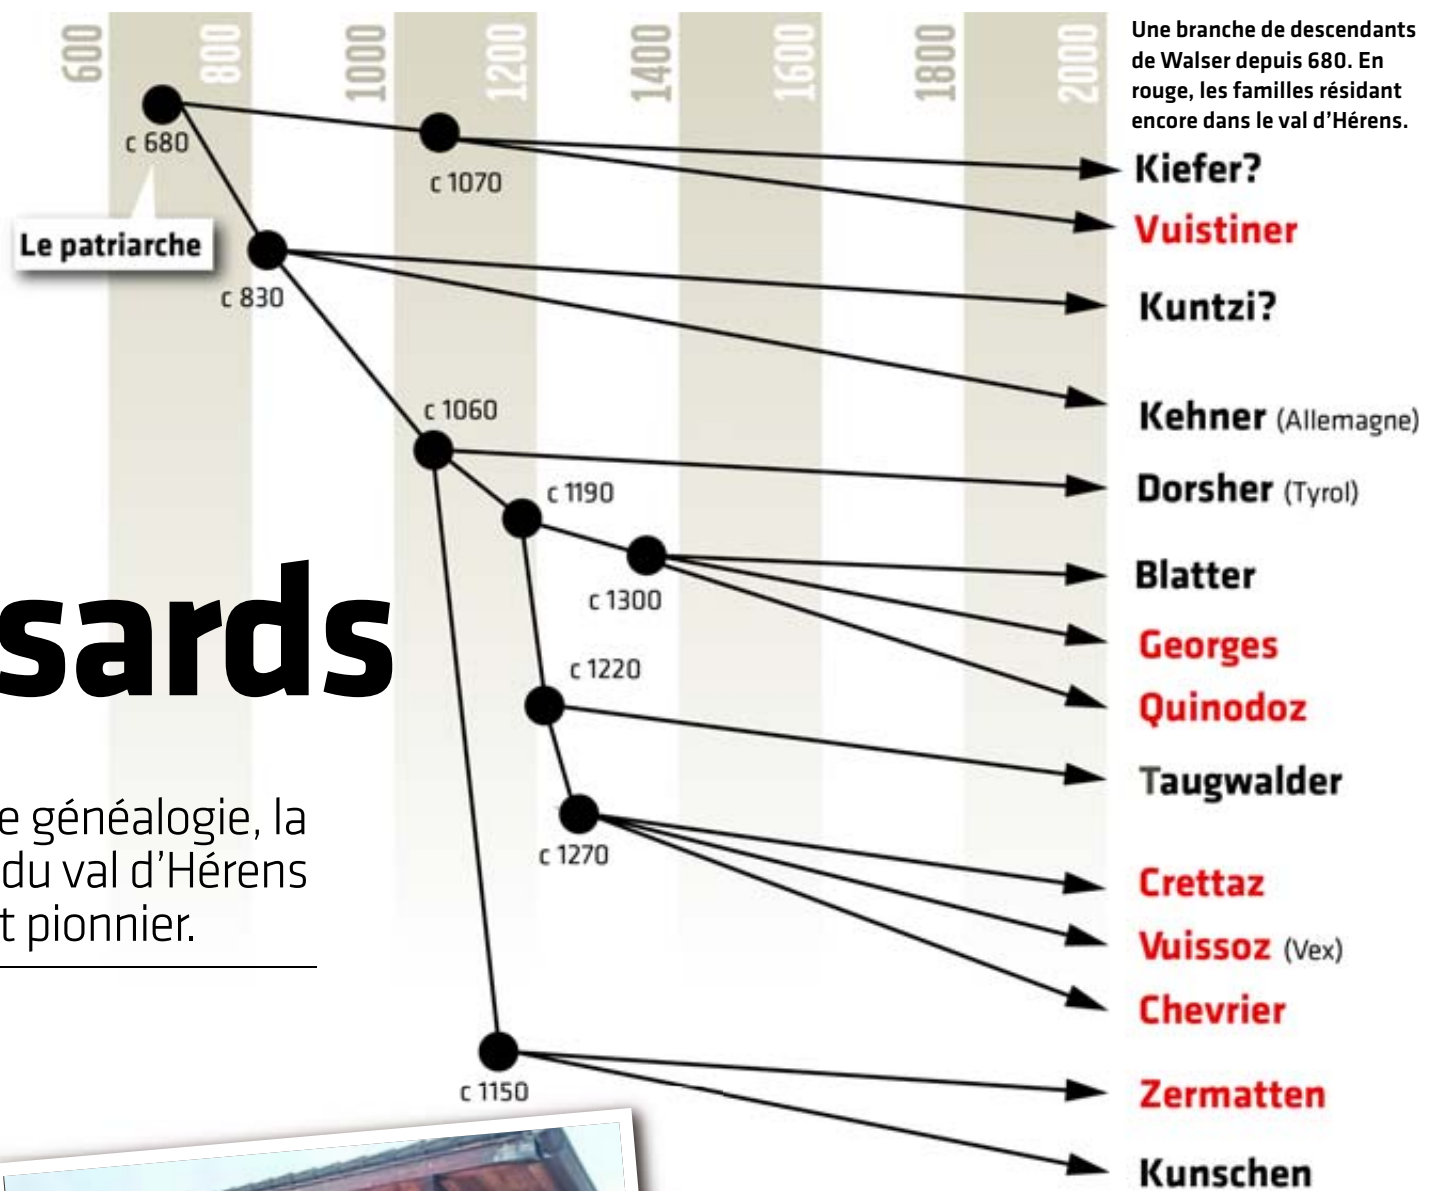 600
800
1000
1200
1400
1600
1800
2000
Une branche de descendants
de Walser depuis 680. En
rouge, les familles résidant
encore dans le val d'Hérens.
c 680
Le patriarche
c 1070
c 830
c 1060
c 1190
c 1300
c 1220
c 1270
c 1150
Kiefer?
Vuistiner
Kuntzi?
Kehner (Allemagne)
Dorsher (Tyrol)
Blatter
Georges
Quinodoz
Taugwalder
Crettaz
Vuissoz (Vex)
Chevrier
Zermatten
Kunschen
sards
e généalogie, la
du val d'Hérens
t pionnier.